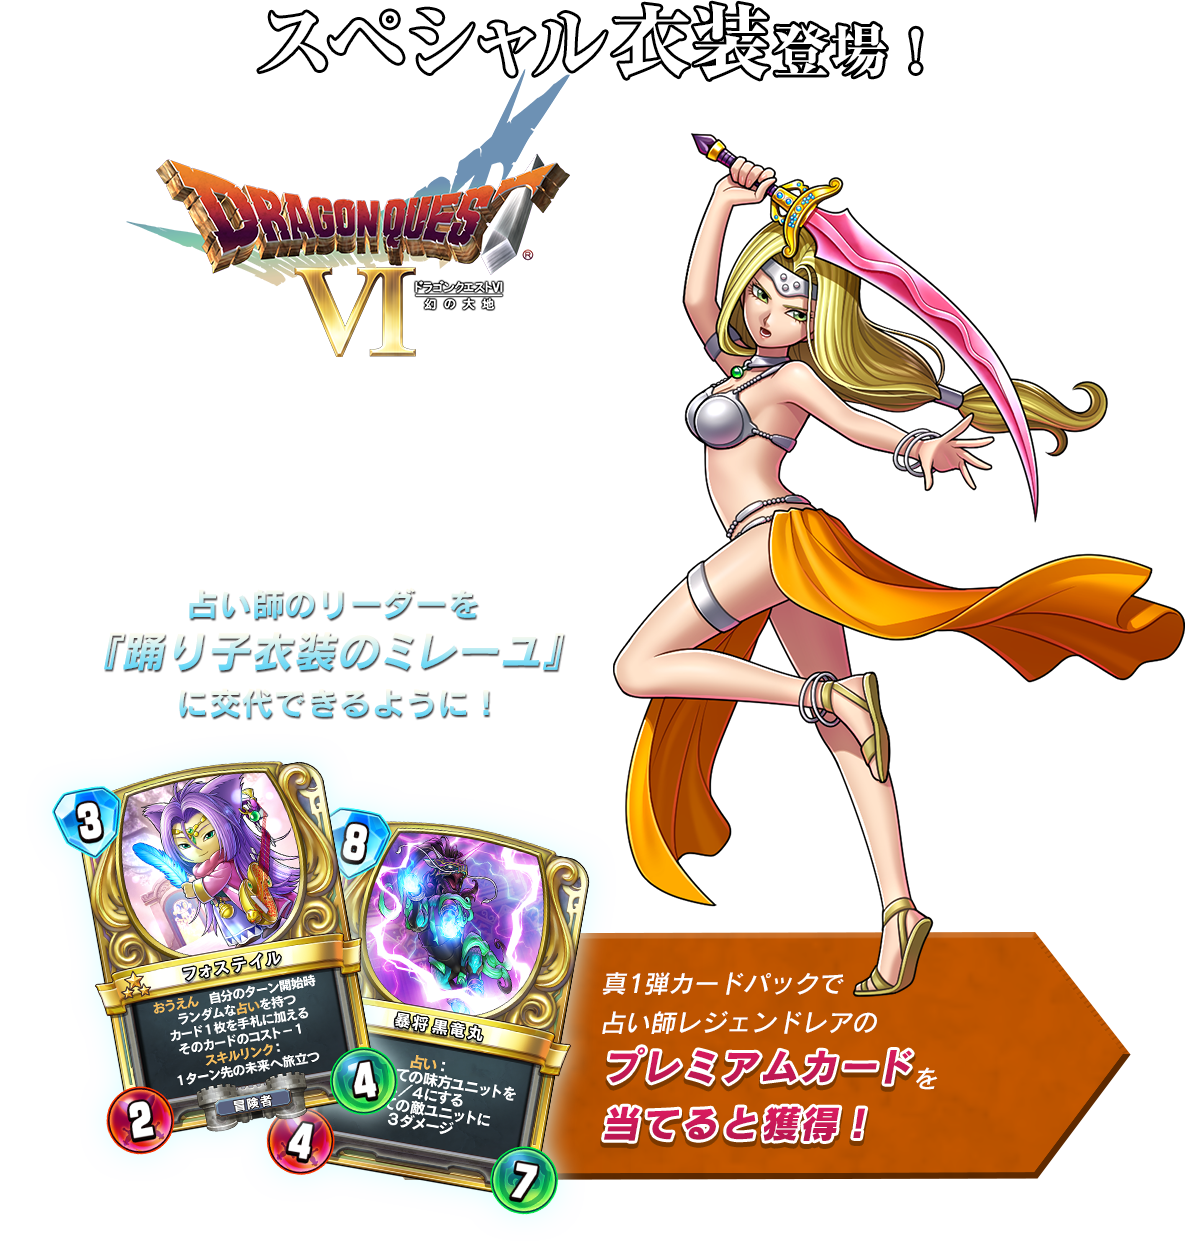 スペシャル衣装登場！
DRAGON QUEST
®
VI
ドラゴンクエストVI
幻の大地
占い師のリーダーを
『踊り子衣装のミレーユ』
に交代できるように！
3
フォステイル
おうえん 自分のターン開始時
ランダムな占いを持つ
カード1枚を手札に加える
そのカードのコスト－1
スキルリンク：
1ターン先の未来へ旅立つ
冒険者
2
4
8
暴将 黒竜丸
占い：
ての味方ユニットを
／4にする
の敵ユニットに
3ダメージ
4
7
真1弾カードパックで
占い師レジェンドレアの
プレミアムカードを
当てると獲得！